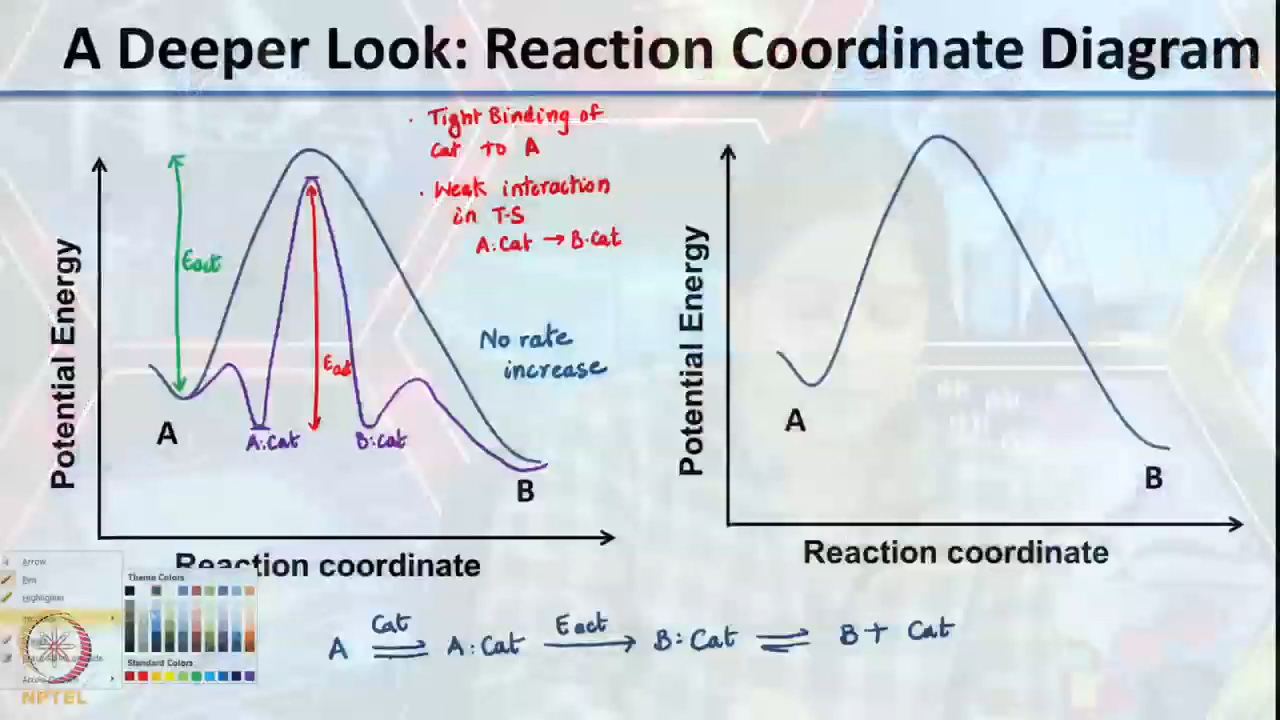 A Deeper Look: Reaction Coordinate Diagram
· Tight Binding of
Cat to A
· Weak interaction
in T-S
A:Cat → B.Cat
Eact
Eact
No rate
increase
Potential Energy
A
A:Cat
B:Cat
B
Reaction coordinate
Potential Energy
A
B
Reaction coordinate
Arrow
Pen
Highlighter
Theme Colors
Standard Colors
A ⇌ A:Cat → B:Cat ⇌ B + Cat
Cat
Eact
NPTEL